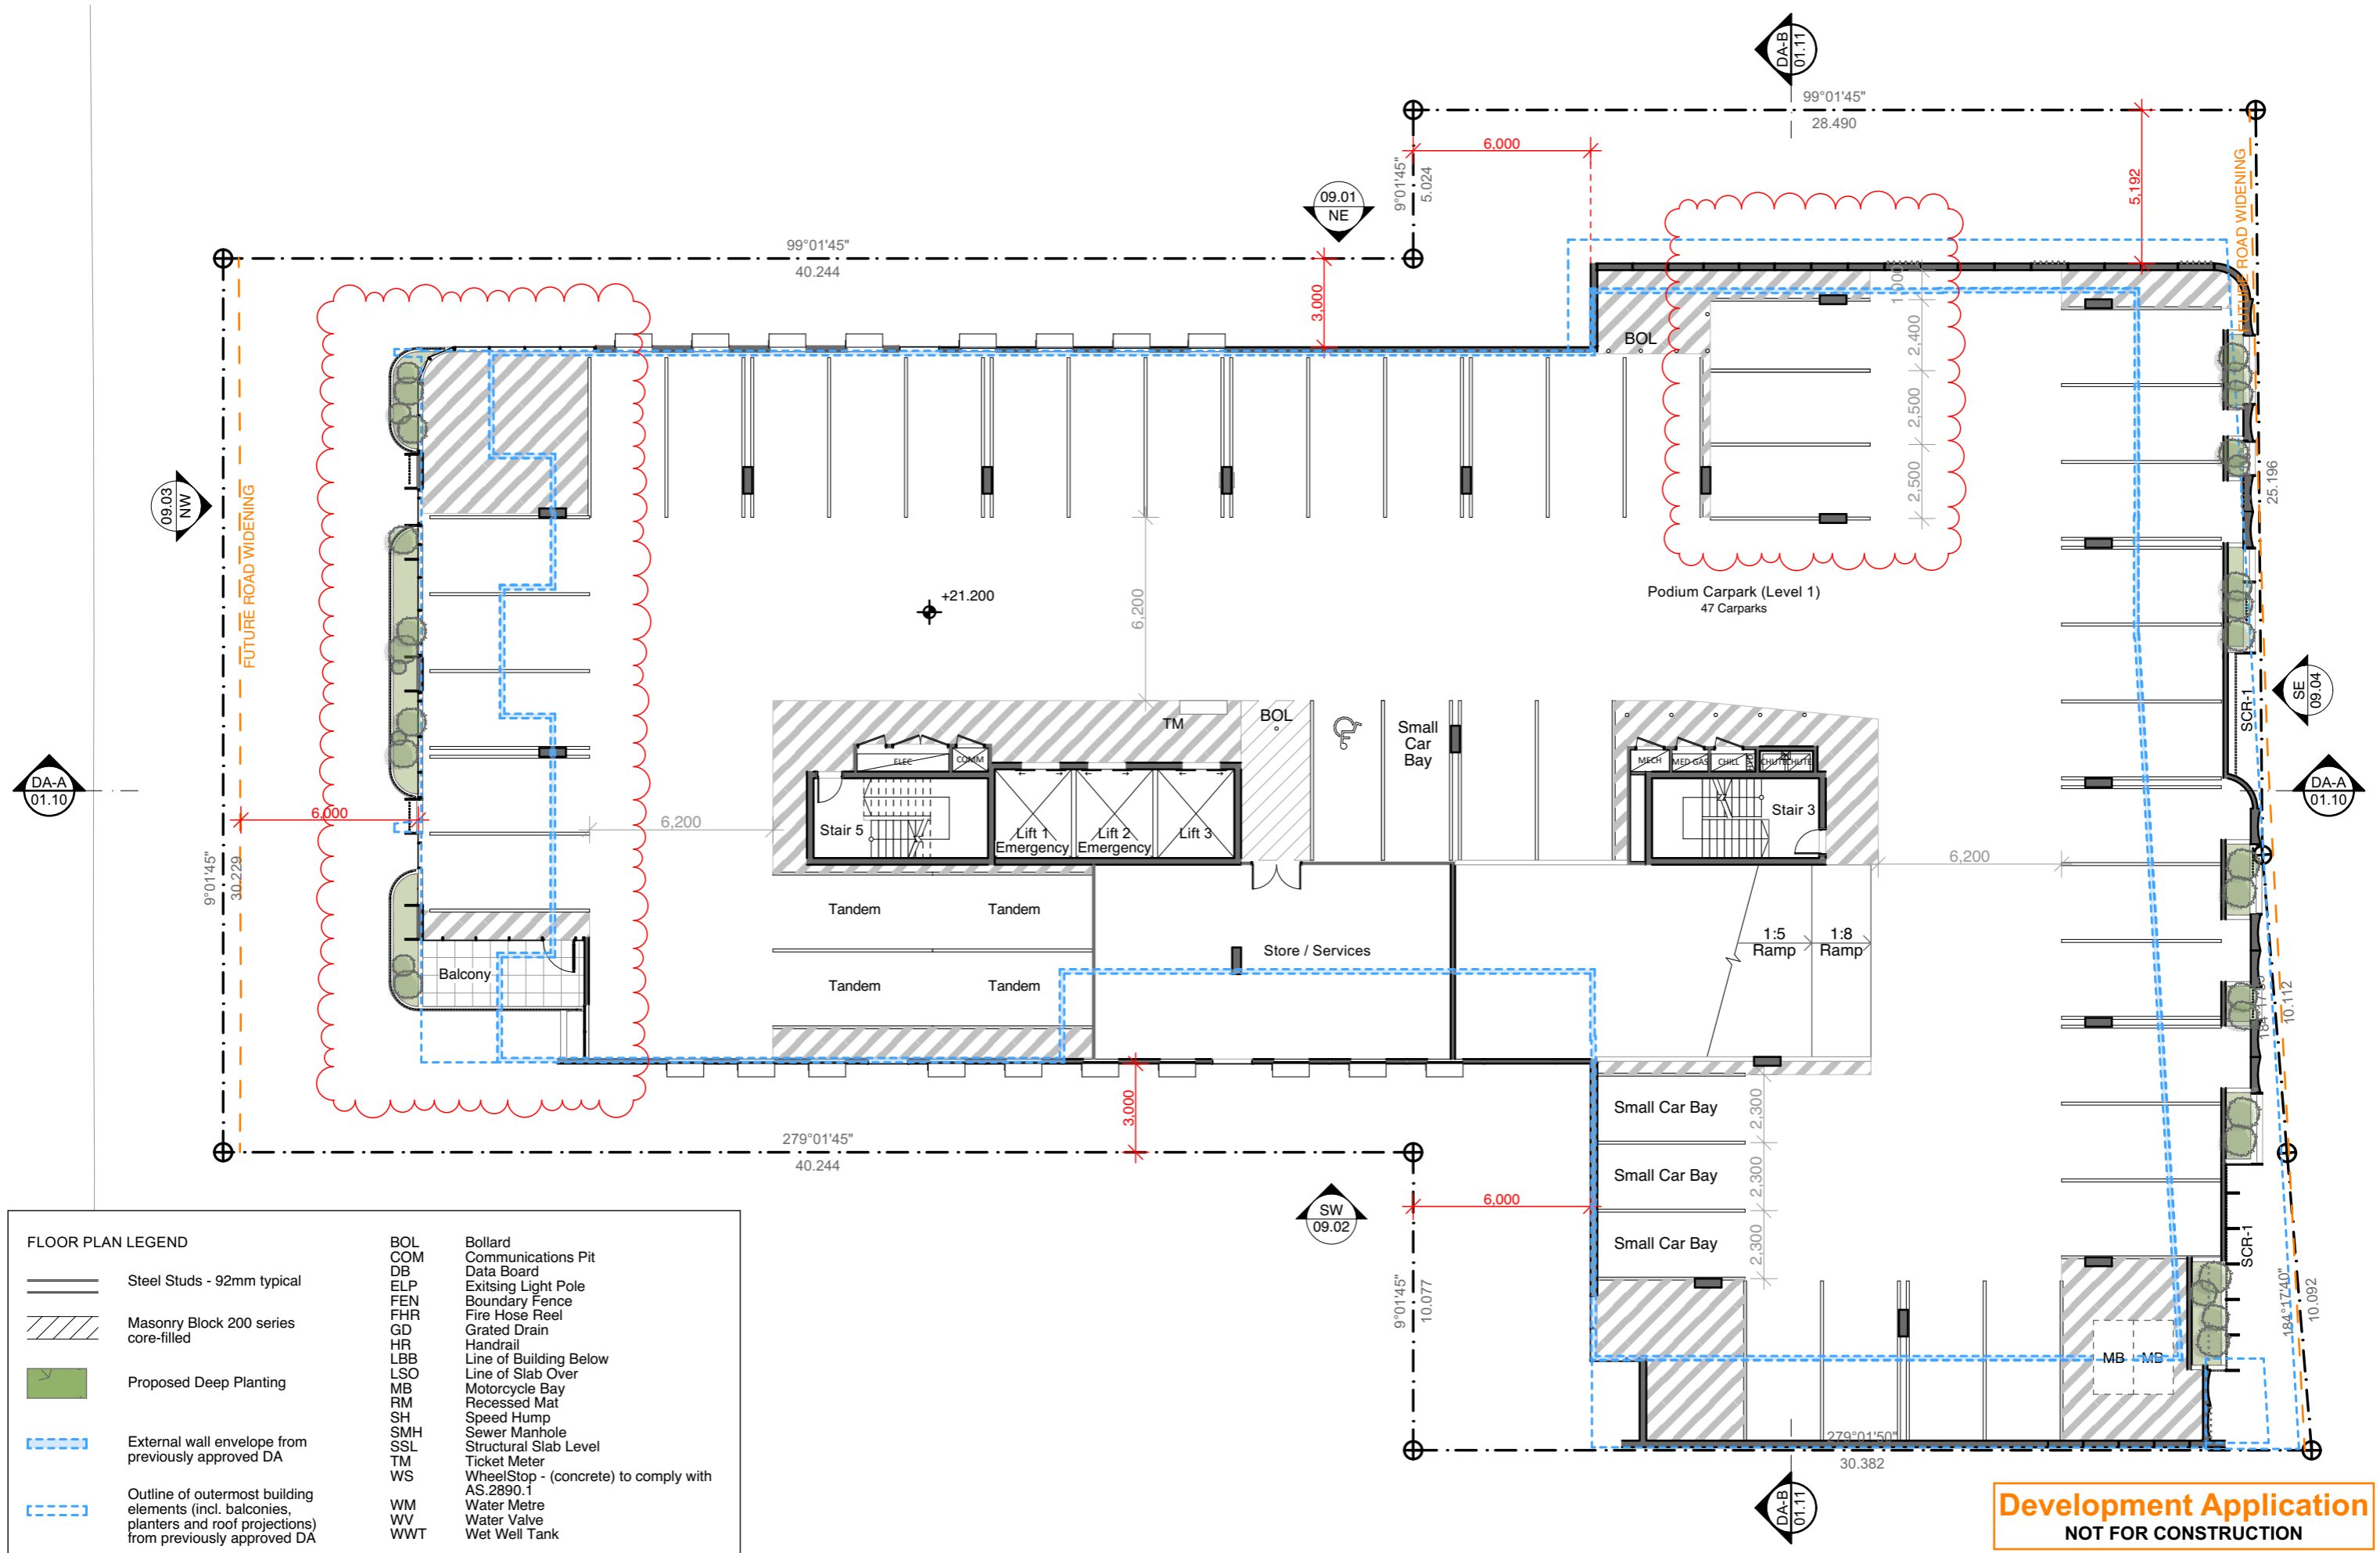 DA-B
01.11
99°01'45"
28.490
6,000
9°01'45"
5.024
5,192
FUTURE ROAD WIDENING
09.01
NE
99°01'45"
40.244
3,000
1,000
BOL
2,400
2,500
2,500
25.196
09.03
NW
FUTURE ROAD WIDENING
+21.200
6,200
Podium Carpark (Level 1)
47 Carparks
SE
09.04
SCR-1
TM
BOL
Small
Car
Bay
ELEC
COMM
MECH
MED GAS
CHILL
CHUTE
CHUTE
DA-A
01.10
DA-A
01.10
6,000
6,200
Stair 5
Lift 1
Emergency
Lift 2
Emergency
Lift 3
Stair 3
6,200
9°01'45"
30.229
Tandem
Tandem
1:5
Ramp
1:8
Ramp
Store / Services
Balcony
Tandem
Tandem
10.112
3,000
Small Car Bay
2,300
279°01'45"
40.244
Small Car Bay
2,300
6,000
SW
09.02
Small Car Bay
2,300
SCR-1
9°01'45"
10.077
184°17'40"
10.092
MB
MB
279°01'50"
30.382
DA-B
01.11
FLOOR PLAN LEGEND
Steel Studs - 92mm typical
Masonry Block 200 series
core-filled
Proposed Deep Planting
External wall envelope from
previously approved DA
Outline of outermost building
elements (incl. balconies,
planters and roof projections)
from previously approved DA
BOL Bollard
COM Communications Pit
DB Data Board
ELP Exitsing Light Pole
FEN Boundary Fence
FHR Fire Hose Reel
GD Grated Drain
HR Handrail
LBB Line of Building Below
LSO Line of Slab Over
MB Motorcycle Bay
RM Recessed Mat
SH Speed Hump
SMH Sewer Manhole
SSL Structural Slab Level
TM Ticket Meter
WS WheelStop - (concrete) to comply with
AS.2890.1
WM Water Metre
WV Water Valve
WWT Wet Well Tank
Development Application
NOT FOR CONSTRUCTION